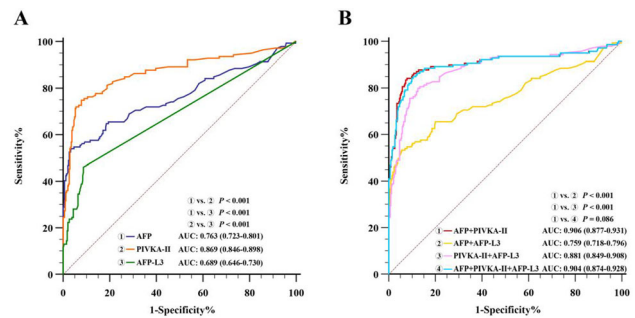 A
B
100
80
60
40
20
0
Sensitivity%
0
20
40
60
80
100
1-Specificity%
① vs. ② P < 0.001
① vs. ③ P < 0.001
② vs. ③ P < 0.001
① AFP AUC: 0.763 (0.723-0.801)
② PIVKA-II AUC: 0.869 (0.846-0.898)
③ AFP-L3 AUC: 0.689 (0.646-0.730)
100
80
60
40
20
0
Sensitivity%
0
20
40
60
80
100
1-Specificity%
① vs. ② P < 0.001
① vs. ③ P < 0.001
① vs. ④ P = 0.086
① AFP+PIVKA-II AUC: 0.906 (0.877-0.931)
② AFP+AFP-L3 AUC: 0.759 (0.718-0.796)
③ PIVKA-II+AFP-L3 AUC: 0.881 (0.849-0.908)
④ AFP+PIVKA-II+AFP-L3 AUC: 0.904 (0.874-0.928)